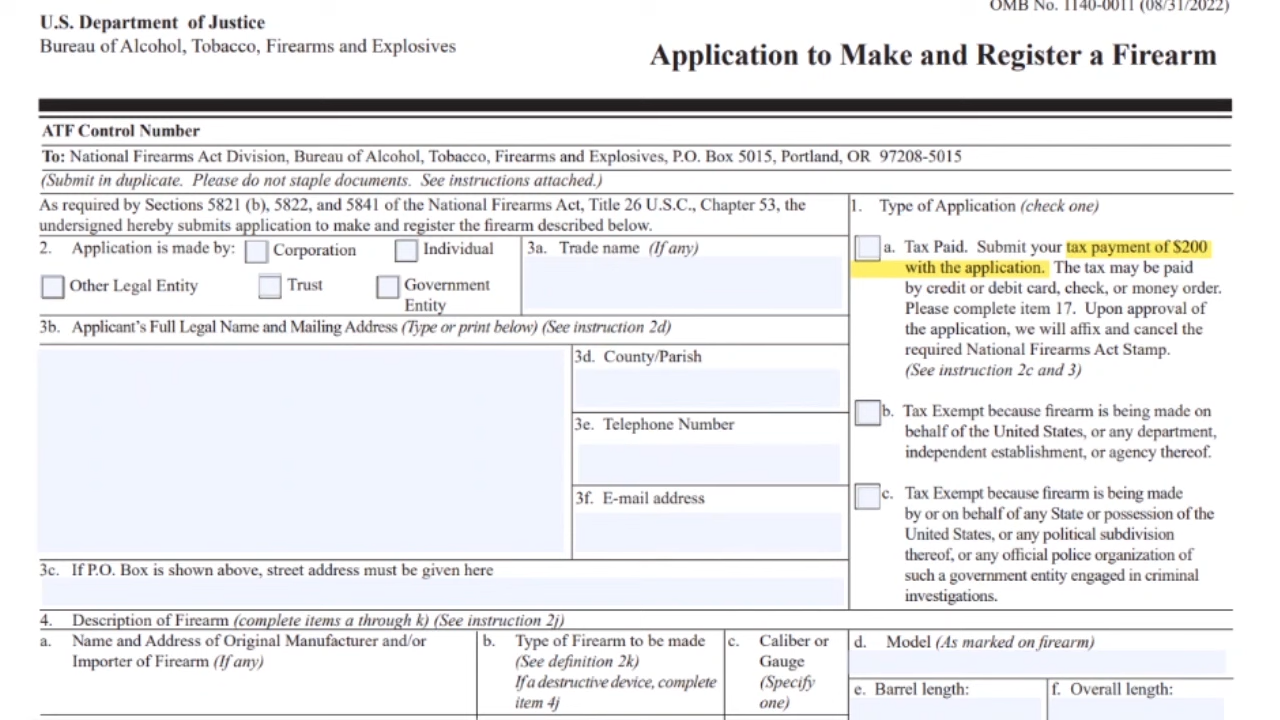 OMB No. 1140-0011 (08/31/2022)
U.S. Department of Justice
Bureau of Alcohol, Tobacco, Firearms and Explosives
Application to Make and Register a Firearm
ATF Control Number
To: National Firearms Act Division, Bureau of Alcohol, Tobacco, Firearms and Explosives, P.O. Box 5015, Portland, OR 97208-5015
(Submit in duplicate. Please do not staple documents. See instructions attached.)
As required by Sections 5821 (b), 5822, and 5841 of the National Firearms Act, Title 26 U.S.C., Chapter 53, the
undersigned hereby submits application to make and register the firearm described below.
2. Application is made by: Corporation Individual
Other Legal Entity Trust Government
Entity
3a. Trade name (If any)
3b. Applicant's Full Legal Name and Mailing Address (Type or print below) (See instruction 2d)
3d. County/Parish
3e. Telephone Number
3f. E-mail address
3c. If P.O. Box is shown above, street address must be given here
1. Type of Application (check one)
a. Tax Paid. Submit your tax payment of $200
with the application. The tax may be paid
by credit or debit card, check, or money order.
Please complete item 17. Upon approval of
the application, we will affix and cancel the
required National Firearms Act Stamp.
(See instruction 2c and 3)
b. Tax Exempt because firearm is being made on
behalf of the United States, or any department,
independent establishment, or agency thereof.
c. Tax Exempt because firearm is being made
by or on behalf of any State or possession of the
United States, or any political subdivision
thereof, or any official police organization of
such a government entity engaged in criminal
investigations.
4. Description of Firearm (complete items a through k) (See instruction 2j)
a. Name and Address of Original Manufacturer and/or
Importer of Firearm (If any)
b. Type of Firearm to be made
(See definition 2k)
If a destructive device, complete
item 4j
c. Caliber or
Gauge
(Specify
one)
d. Model (As marked on firearm)
e. Barrel length:
f. Overall length: